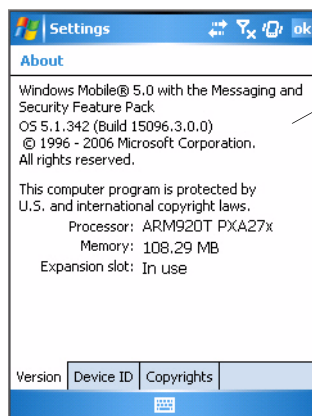 Settings
ok
About
Windows Mobile® 5.0 with the Messaging and
Security Feature Pack
OS 5.1.342 (Build 15096.3.0.0)
© 1996 - 2006 Microsoft Corporation.
All rights reserved.
This computer program is protected by
U.S. and international copyright laws.
Processor: ARM920T PXA27x
Memory: 108.29 MB
Expansion slot: In use
Version Device ID Copyrights